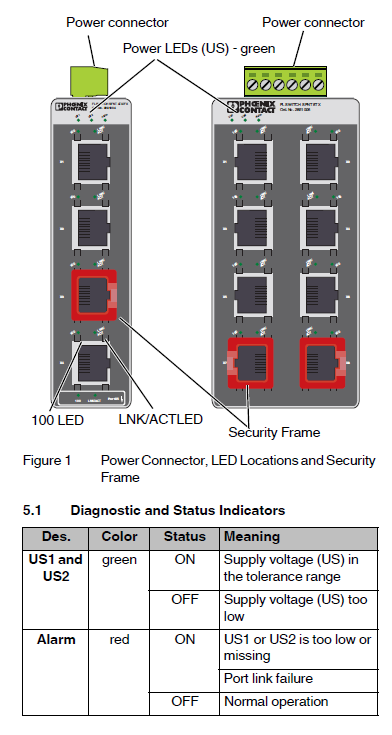 Power connector
Power connector
Power LEDs (US) - green
PHOENIX
CONTACT
PHOENIX
CONTACT
100 LED
LNK/ACTLED
Security Frame
Figure 1 Power Connector, LED Locations and Security
Frame
5.1 Diagnostic and Status Indicators
Des. Color Status Meaning
US1 and US2 green ON Supply voltage (US) in
the tolerance range
OFF Supply voltage (US) too
low
Alarm red ON US1 or US2 is too low or
missing
Port link failure
OFF Normal operation